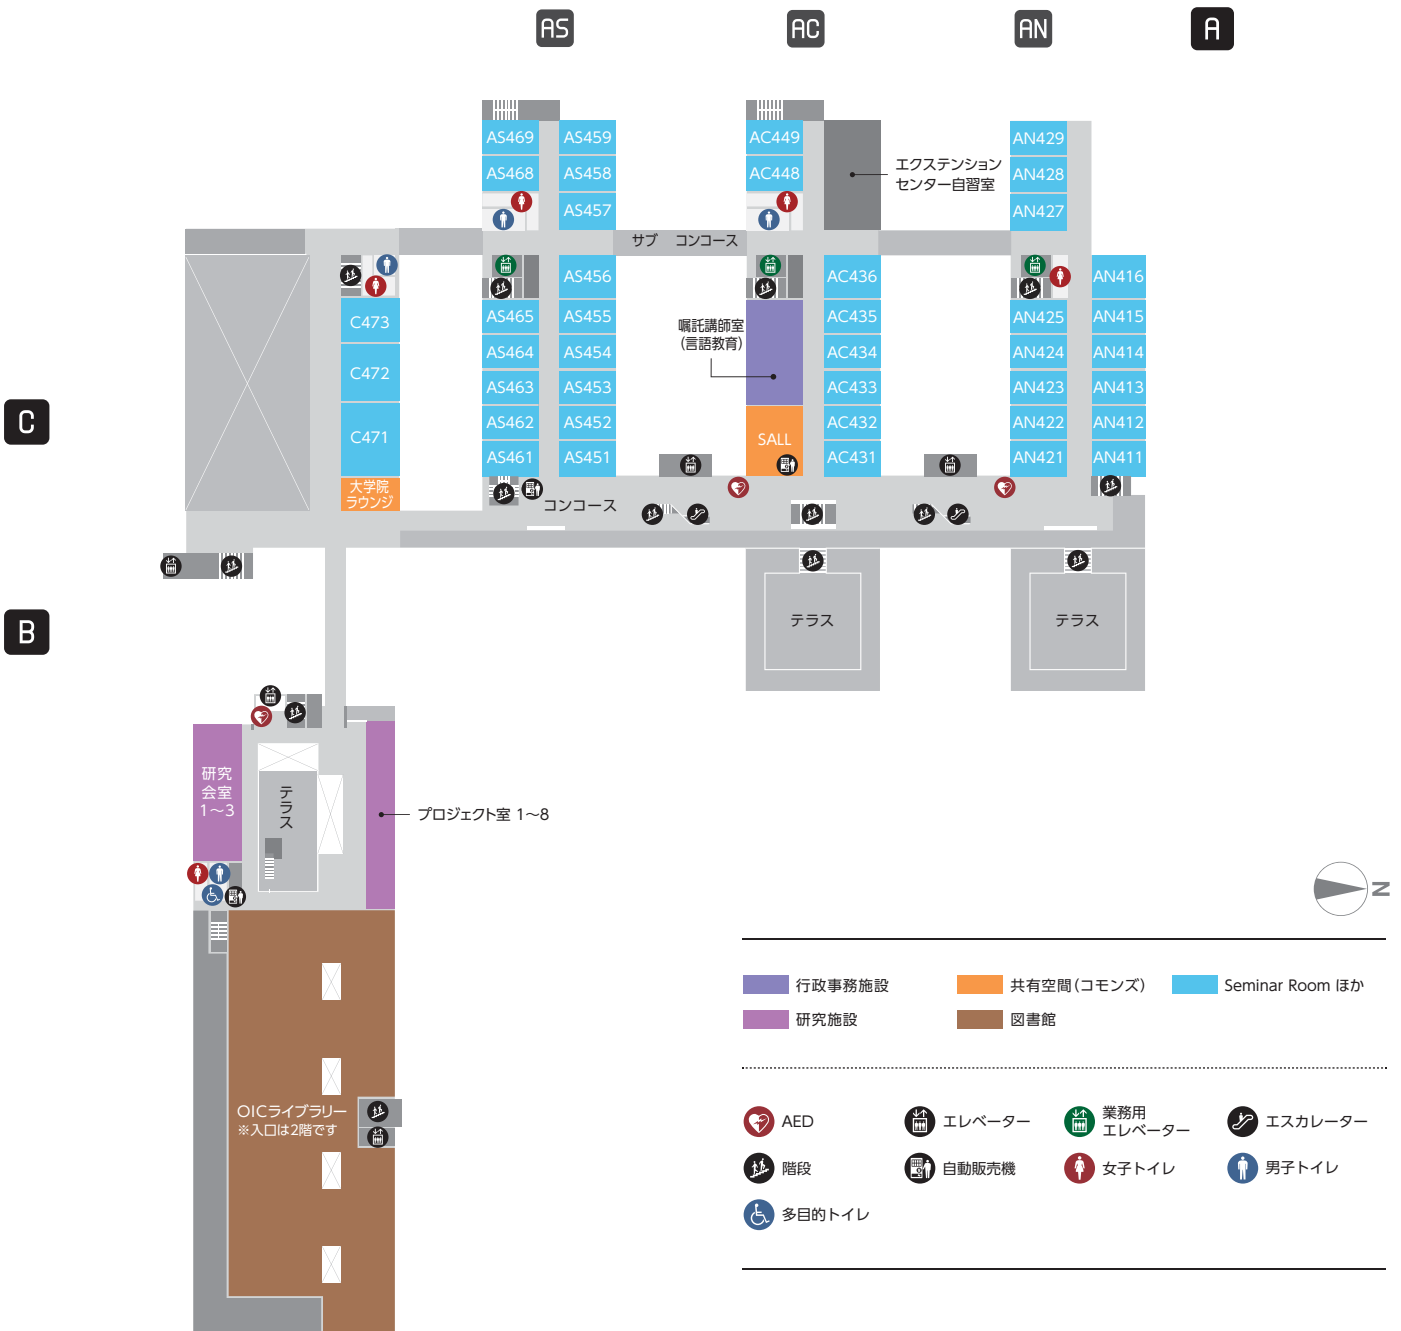 AS
AC
AN
A
AS469
AS459
AC449
AN429
AS468
AS458
AC448
エクステンション
センター自習室
AN428
AS457
AN427
サブ コンコース
AS456
AC436
AN416
C473
AS465
AS455
嘱託講師室
(言語教育)
AC435
AN425
AN415
AS464
AS454
AC434
AN424
AN414
C472
AS463
AS453
AC433
AN423
AN413
C
C471
AS462
AS452
SALL
AC432
AN422
AN412
AS461
AS451
AC431
AN421
AN411
大学院
ラウンジ
コンコース
B
テラス
テラス
研究
会室
1〜3
テラス
プロジェクト室 1〜8
N
行政事務施設
共有空間(コモンズ)
Seminar Room ほか
研究施設
図書館
OICライブラリー
※入口は2階です
AED
エレベーター
業務用
エレベーター
エスカレーター
階段
自動販売機
女子トイレ
男子トイレ
多目的トイレ